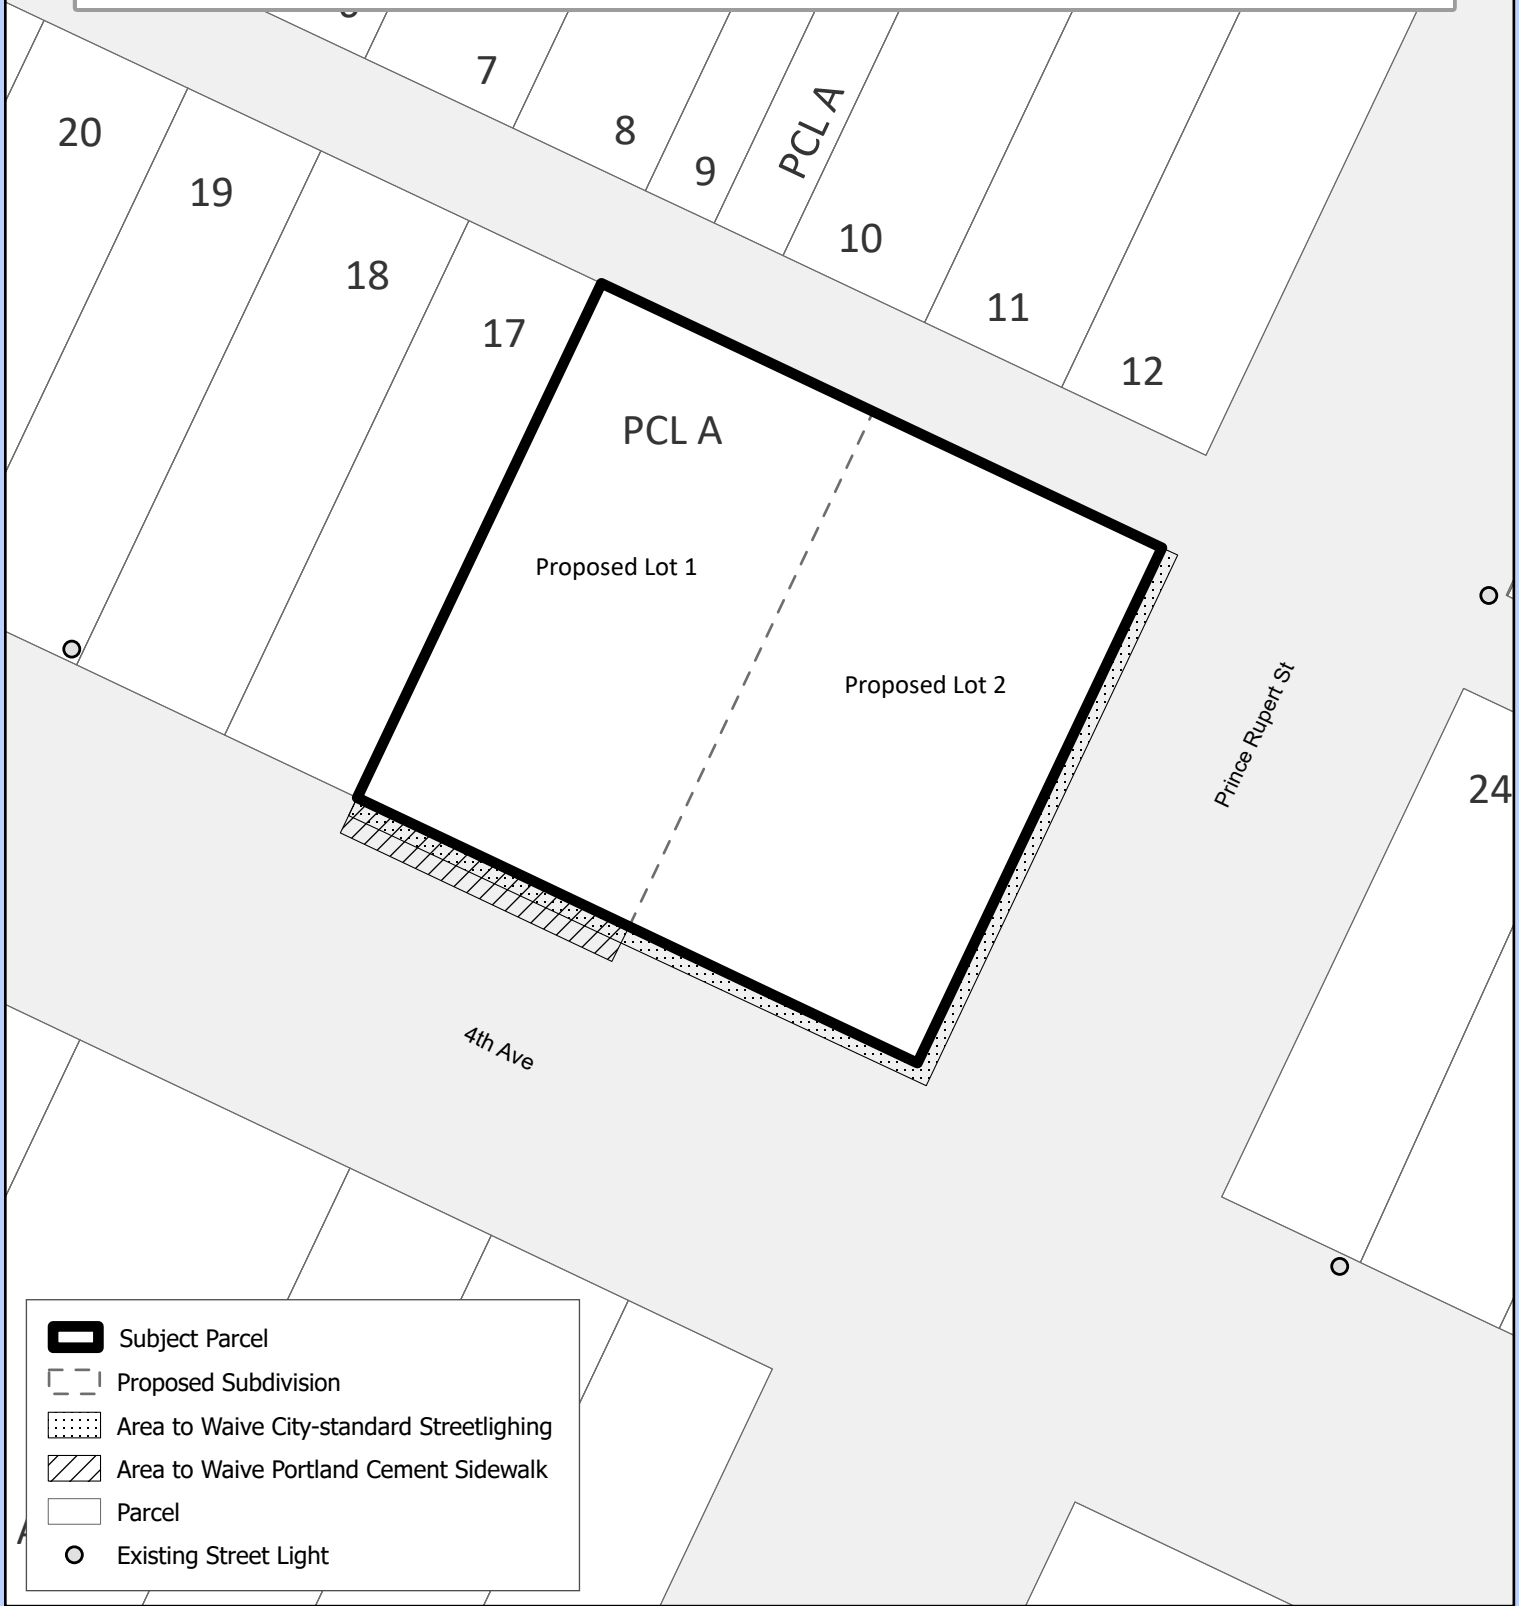 7
8
9
PCL A
10
11
12
20
19
18
17
PCL A
Proposed Lot 1
Proposed Lot 2
Prince Rupert St
24
4th Ave
Subject Parcel
Proposed Subdivision
Area to Waive City-standard Streetlighing
Area to Waive Portland Cement Sidewalk
Parcel
Existing Street Light